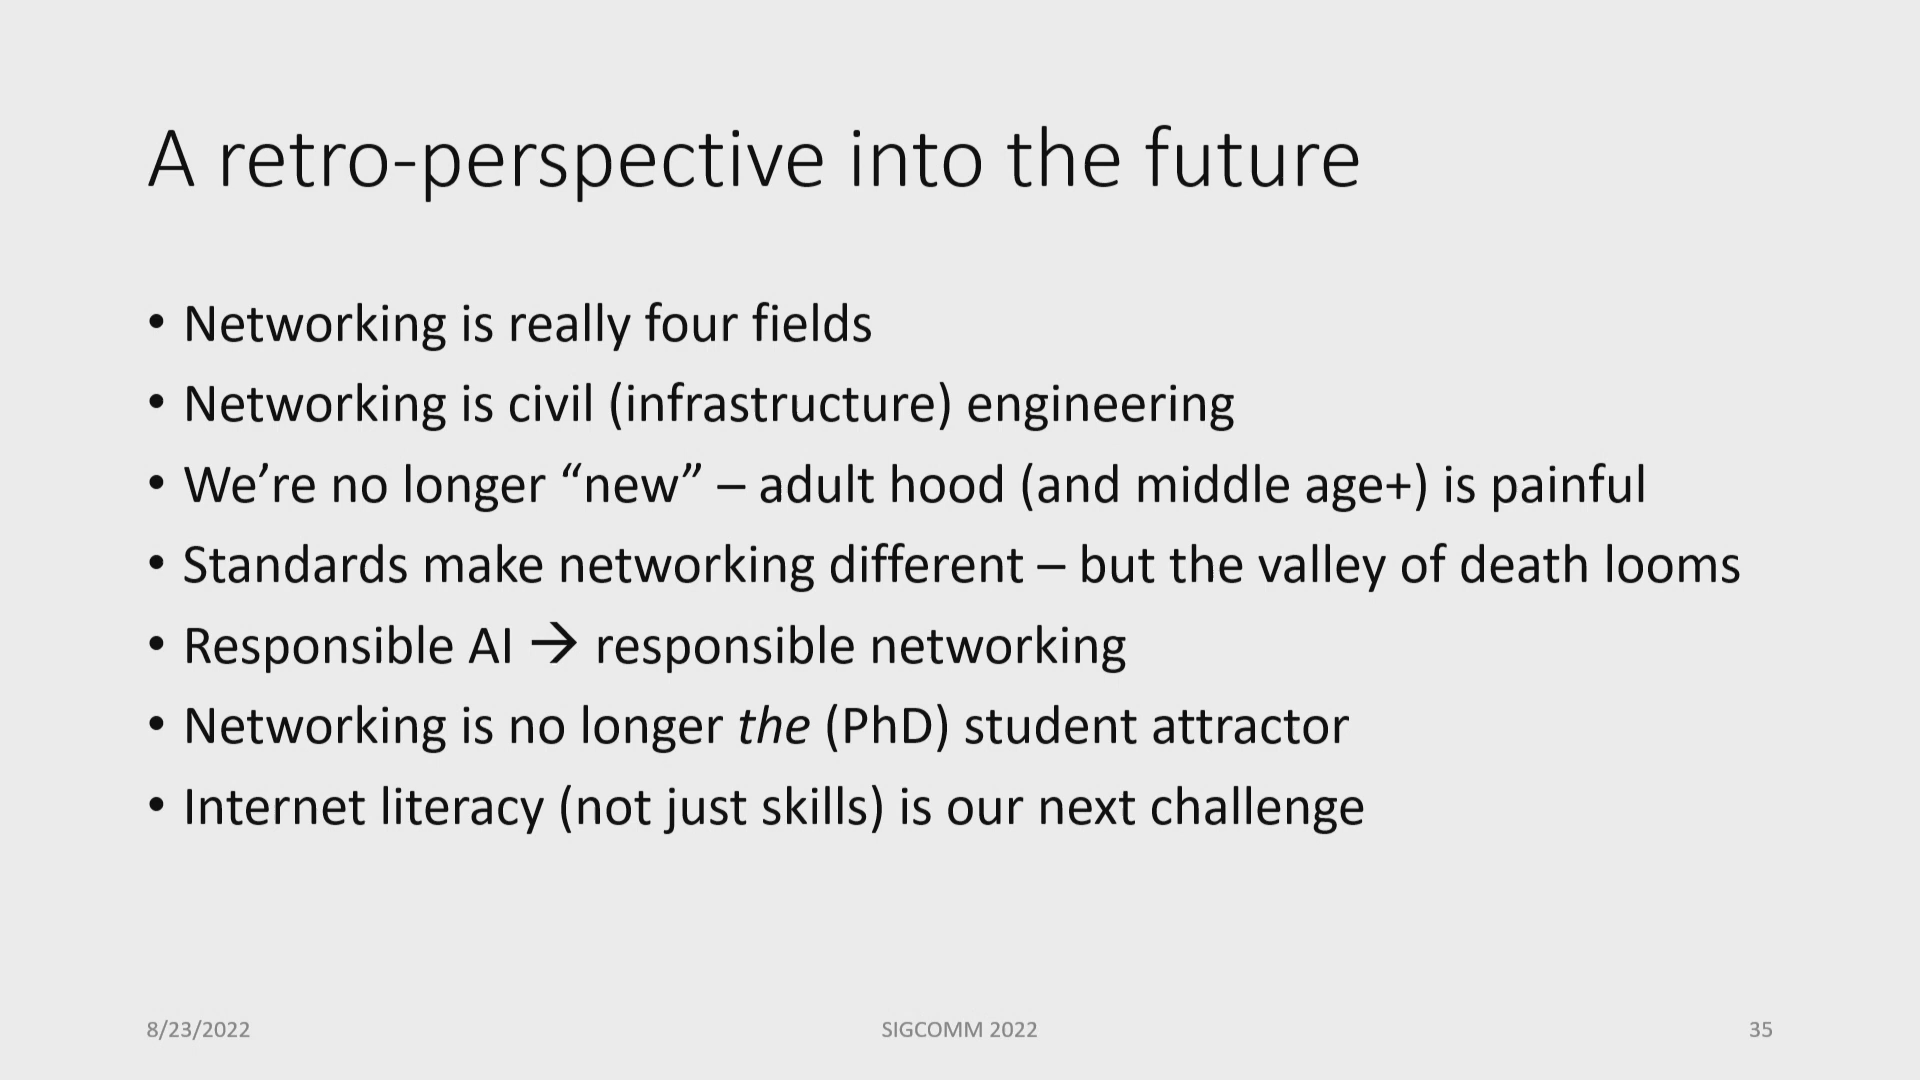 A retro-perspective into the future
• Networking is really four fields
• Networking is civil (infrastructure) engineering
• We’re no longer “new” – adult hood (and middle age+) is painful
• Standards make networking different – but the valley of death looms
• Responsible AI → responsible networking
• Networking is no longer the (PhD) student attractor
• Internet literacy (not just skills) is our next challenge
8/23/2022
SIGCOMM 2022
35